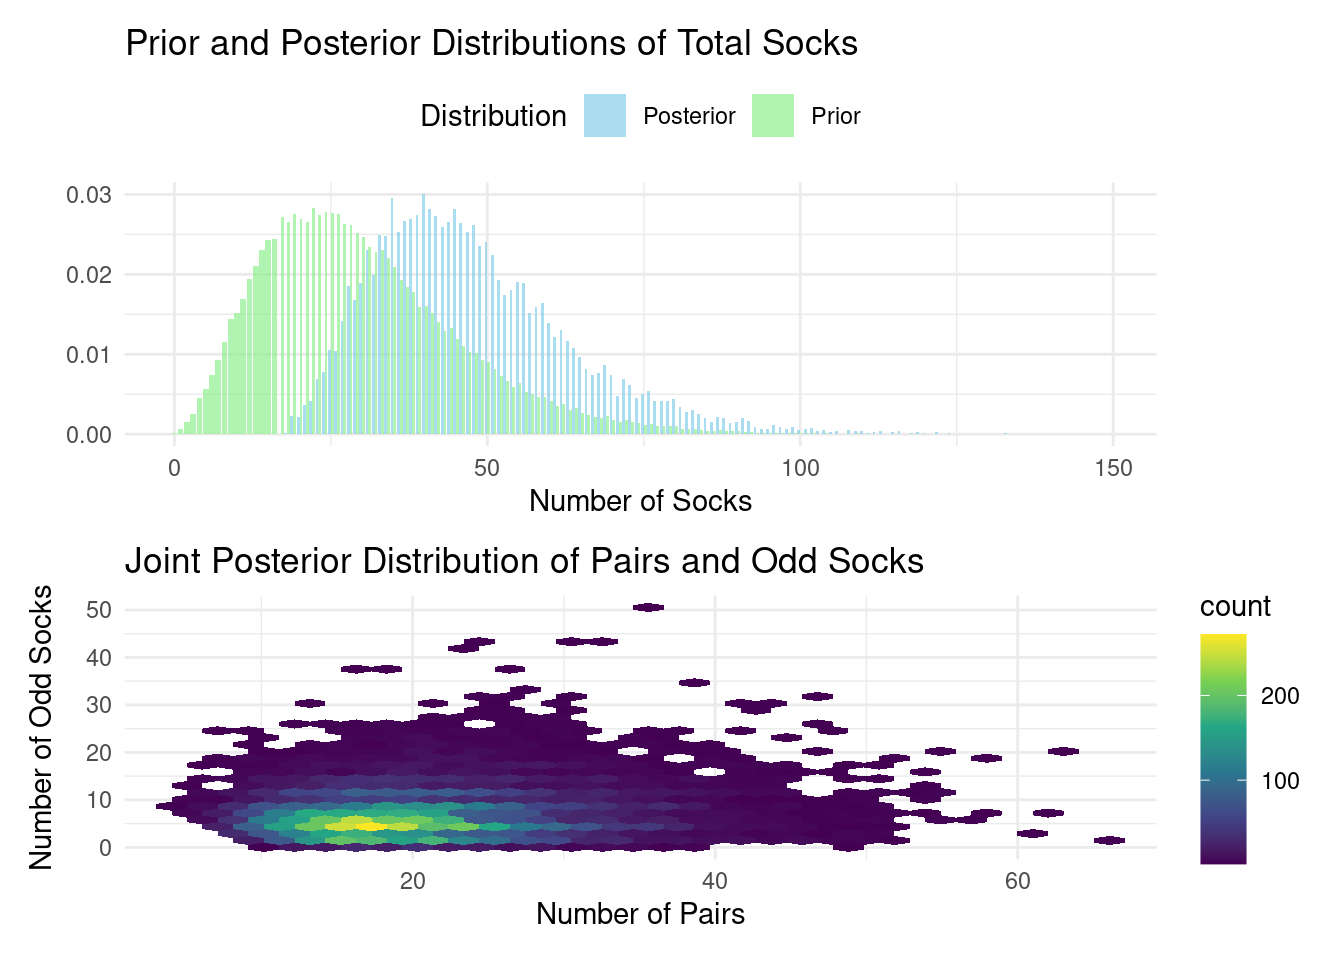 Prior and Posterior Distributions of Total Socks
Distribution Posterior Prior
0.03
0.02
0.01
0.00
0 50 100 150
Number of Socks
Joint Posterior Distribution of Pairs and Odd Socks
Number of Odd Socks
50
40
30
20
10
0
20 40 60
Number of Pairs
count
200
100